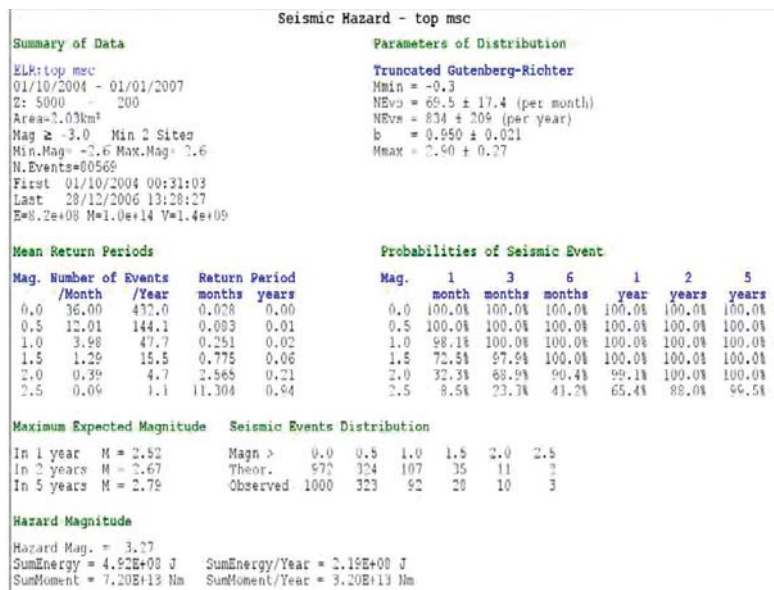 Seismic Hazard - top msc
Summary of Data
ELR:top msc
01/10/2004 - 01/01/2007
Z: 5000 - 200
Area=2.03km²
Mag ≥ -3.0 Min 2 Sites
Min.Mag= -2.6 Max.Mag= 2.6
N.Events=80569
First 01/10/2004 00:31:03
Last 28/12/2006 13:28:27
E=8.2e+08 M=1.0e+14 V=1.4e+09
Parameters of Distribution
Truncated Gutenberg-Richter
Mmin = -0.3
NEvs = 69.5 ± 17.4 (per month)
NEvs = 834 ± 209 (per year)
b = 0.950 ± 0.021
Mmax = 2.90 ± 0.27
Mean Return Periods
Mag. Number of Events Return Period
/Month /Year months years
0.0 36.00 432.0 0.028 0.00
0.5 12.01 144.1 0.083 0.01
1.0 3.98 47.7 0.251 0.02
1.5 1.29 15.5 0.775 0.06
2.0 0.39 4.7 2.565 0.21
2.5 0.09 1.1 11.304 0.94
Probabilities of Seismic Event
Mag. 1 3 6 1 2 5
month months months year years years
0.0 100.0% 100.0% 100.0% 100.0% 100.0% 100.0%
0.5 100.0% 100.0% 100.0% 100.0% 100.0% 100.0%
1.0 98.1% 100.0% 100.0% 100.0% 100.0% 100.0%
1.5 72.5% 97.9% 100.0% 100.0% 100.0% 100.0%
2.0 32.3% 68.9% 90.4% 99.1% 100.0% 100.0%
2.5 8.5% 23.3% 41.2% 65.4% 88.0% 99.5%
Maximum Expected Magnitude
In 1 year M = 2.52
In 2 years M = 2.67
In 5 years M = 2.79
Seismic Events Distribution
Magn > 0.0 0.5 1.0 1.5 2.0 2.5
Theor. 972 324 107 35 11 2
Observed 1000 323 92 28 10 3
Hazard Magnitude
Hazard Mag. = 3.27
SumEnergy = 4.92E+08 J SumEnergy/Year = 2.19E+08 J
SumMoment = 7.20E+13 Nm SumMoment/Year = 3.20E+13 Nm